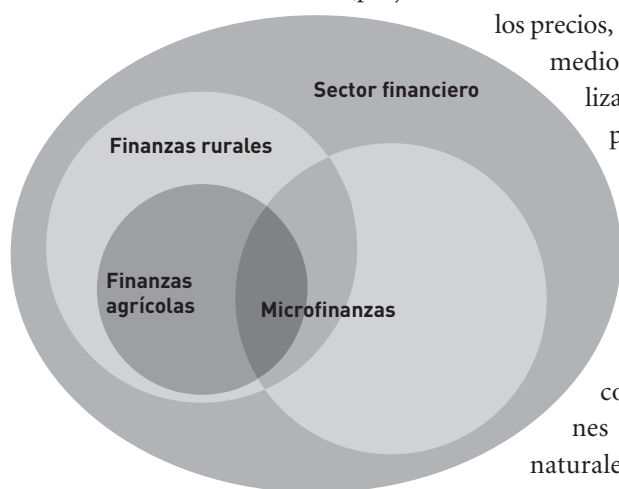 los precios,
medio
liza
p
Sector financiero
Finanzas rurales
Finanzas
agrícolas
Microfinanzas
co
nes
naturale